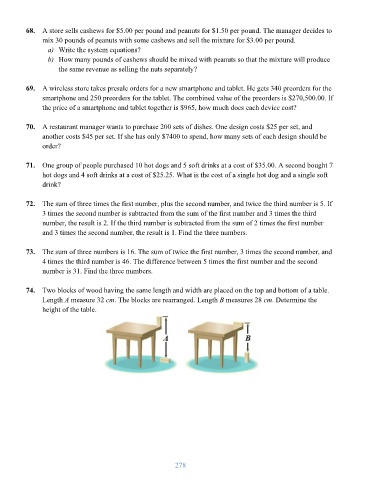 68. A store sells cashews for $5.00 per pound and peanuts for $1.50 per pound. The manager decides to
mix 30 pounds of peanuts with some cashews and sell the mixture for $3.00 per pound.
a) Write the system equations?
b) How many pounds of cashews should be mixed with peanuts so that the mixture will produce
the same revenue as selling the nuts separately?
69. A wireless store takes presale orders for a new smartphone and tablet. He gets 340 preorders for the
smartphone and 250 preorders for the tablet. The combined value of the preorders is $270,500.00. If
the price of a smartphone and tablet together is $965, how much does each device cost?
70. A restaurant manager wants to purchase 200 sets of dishes. One design costs $25 per set, and
another costs $45 per set. If she has only $7400 to spend, how many sets of each design should be
order?
71. One group of people purchased 10 hot dogs and 5 soft drinks at a cost of $35.00. A second bought 7
hot dogs and 4 soft drinks at a cost of $25.25. What is the cost of a single hot dog and a single soft
drink?
72. The sum of three times the first number, plus the second number, and twice the third number is 5. If
3 times the second number is subtracted from the sum of the first number and 3 times the third
number, the result is 2. If the third number is subtracted from the sum of 2 times the first number
and 3 times the second number, the result is 1. Find the three numbers.
73. The sum of three numbers is 16. The sum of twice the first number, 3 times the second number, and
4 times the third number is 46. The difference between 5 times the first number and the second
number is 31. Find the three numbers.
74. Two blocks of wood having the same length and width are placed on the top and bottom of a table.
Length A measure 32 cm. The blocks are rearranged. Length B measures 28 cm. Determine the
height of the table.
A B
278